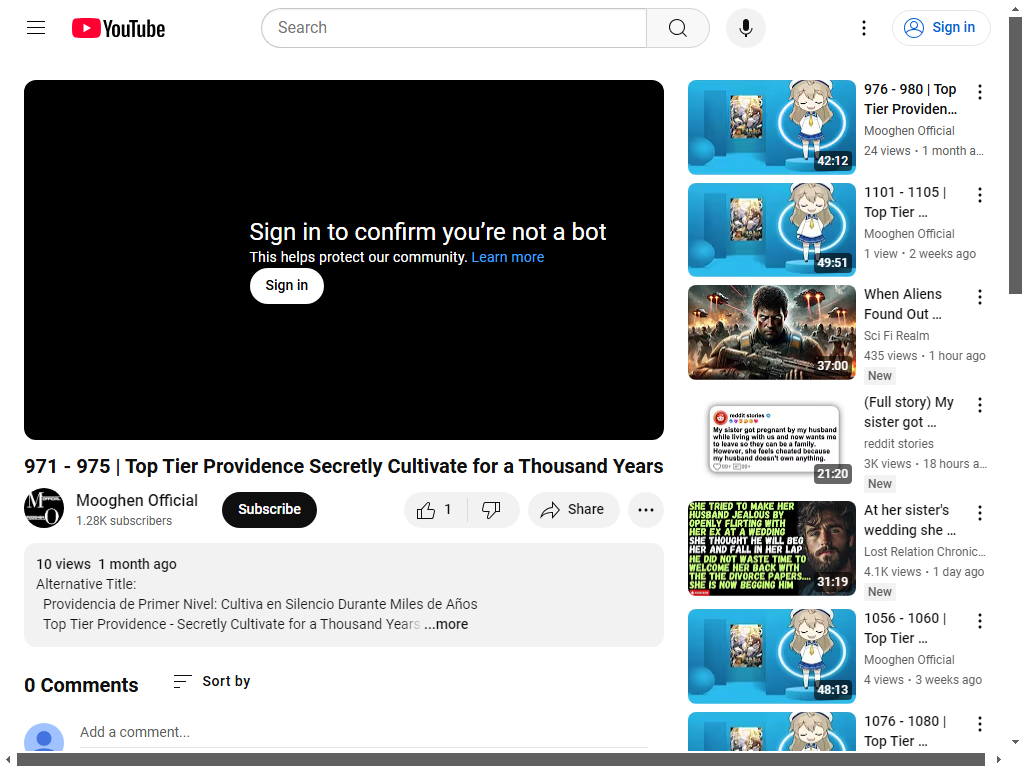 YouTube
Search
Sign in
Sign in to confirm you're not a bot
This helps protect our community. Learn more
Sign in
971 - 975 | Top Tier Providence Secretly Cultivate for a Thousand Years
Mooghen Official
1.28K subscribers
Subscribe
1
Share
10 views 1 month ago
Alternative Title:
Providencia de Primer Nivel: Cultiva en Silencio Durante Miles de Años
Top Tier Providence - Secretly Cultivate for a Thousand Years ...more
0 Comments
Sort by
Add a comment...
42:12
976 - 980 | Top
Tier Providen...
Mooghen Official
24 views • 1 month a...
49:51
1101 - 1105 |
Top Tier ...
Mooghen Official
1 view • 2 weeks ago
37:00
When Aliens
Found Out ...
Sci Fi Realm
435 views • 1 hour ago
New
reddit stories
My sister got pregnant by my husband
while living with us and now wants me
to leave so they can be a family.
However, she feels cheated because
my husband doesn't own anything.
99+ 99+
21:20
(Full story) My
sister got ...
reddit stories
3K views • 18 hours a...
New
SHE TRIED TO MAKE HER
HUSBAND JEALOUS BY
OPENLY FLIRTING WITH
HER EX AT A WEDDING
SHE THOUGHT HE WILL BEG
HER AND FALL IN HER LAP
HE DID NOT WASTE TIME TO
WELCOME HER BACK WITH
THE THE DIVORCE PAPERS....
SHE IS NOW BEGGING HIM
31:19
At her sister's
wedding she ...
Lost Relation Chronic...
4.1K views • 1 day ago
New
48:13
1056 - 1060 |
Top Tier ...
Mooghen Official
4 views • 3 weeks ago
1076 - 1080 |
Top Tier ...